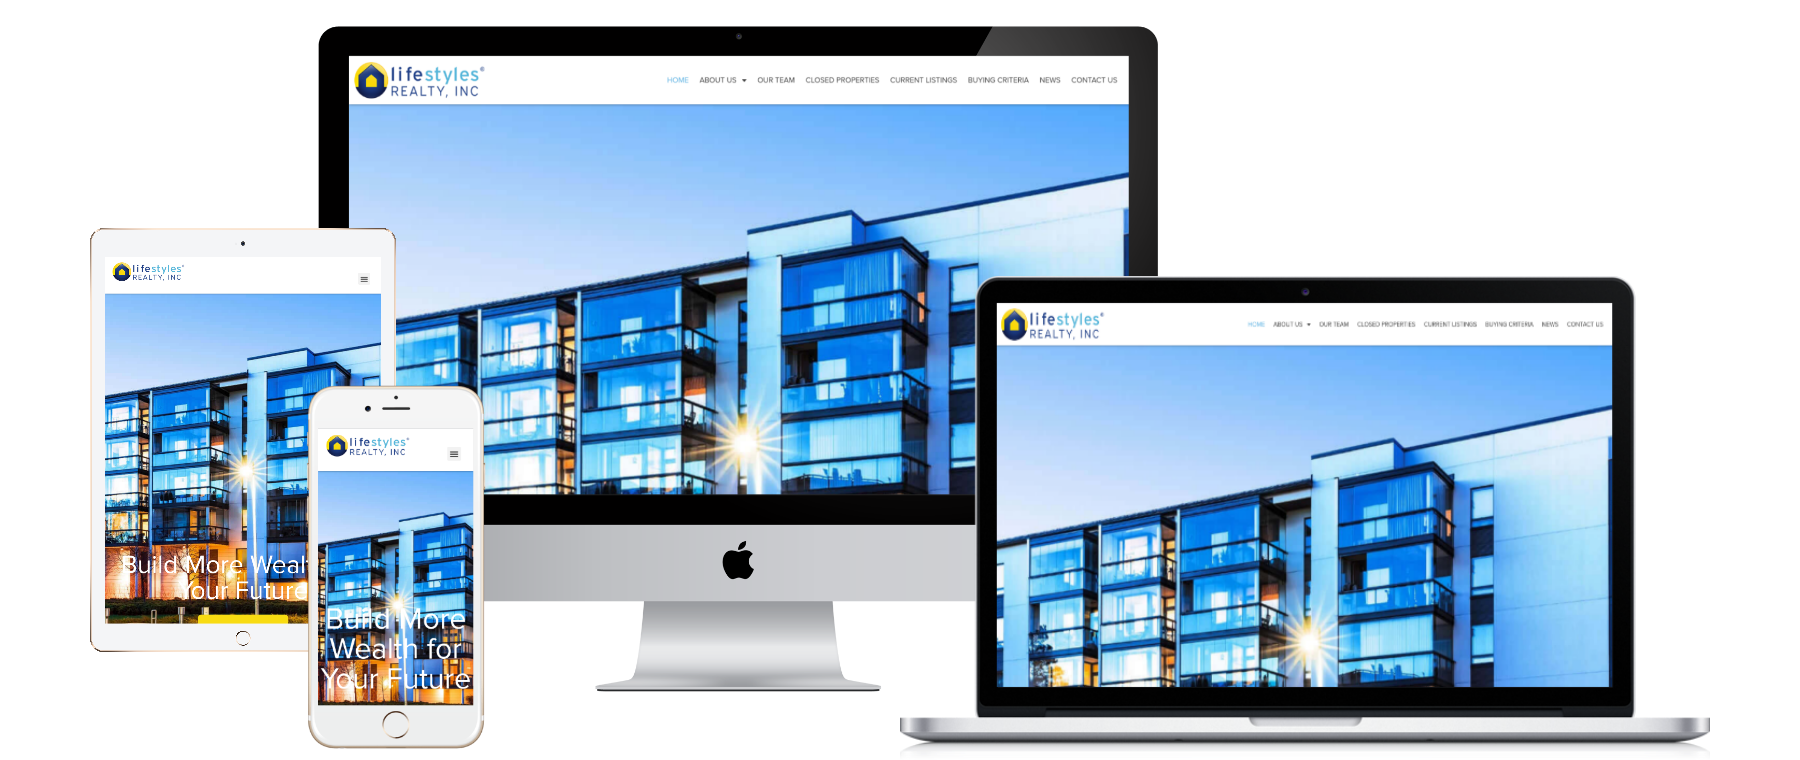 lifestyles®
REALTY, INC
HOME ABOUT US OUR TEAM CLOSED PROPERTIES CURRENT LISTINGS BUYING CRITERIA NEWS CONTACT US
lifestyles®
REALTY, INC
Build More Weal
Your Future
lifestyles®
REALTY, INC
Build More
Wealth for
Your Future
lifestyles®
REALTY, INC
HOME ABOUT US OUR TEAM CLOSED PROPERTIES CURRENT LISTINGS BUYING CRITERIA NEWS CONTACT US